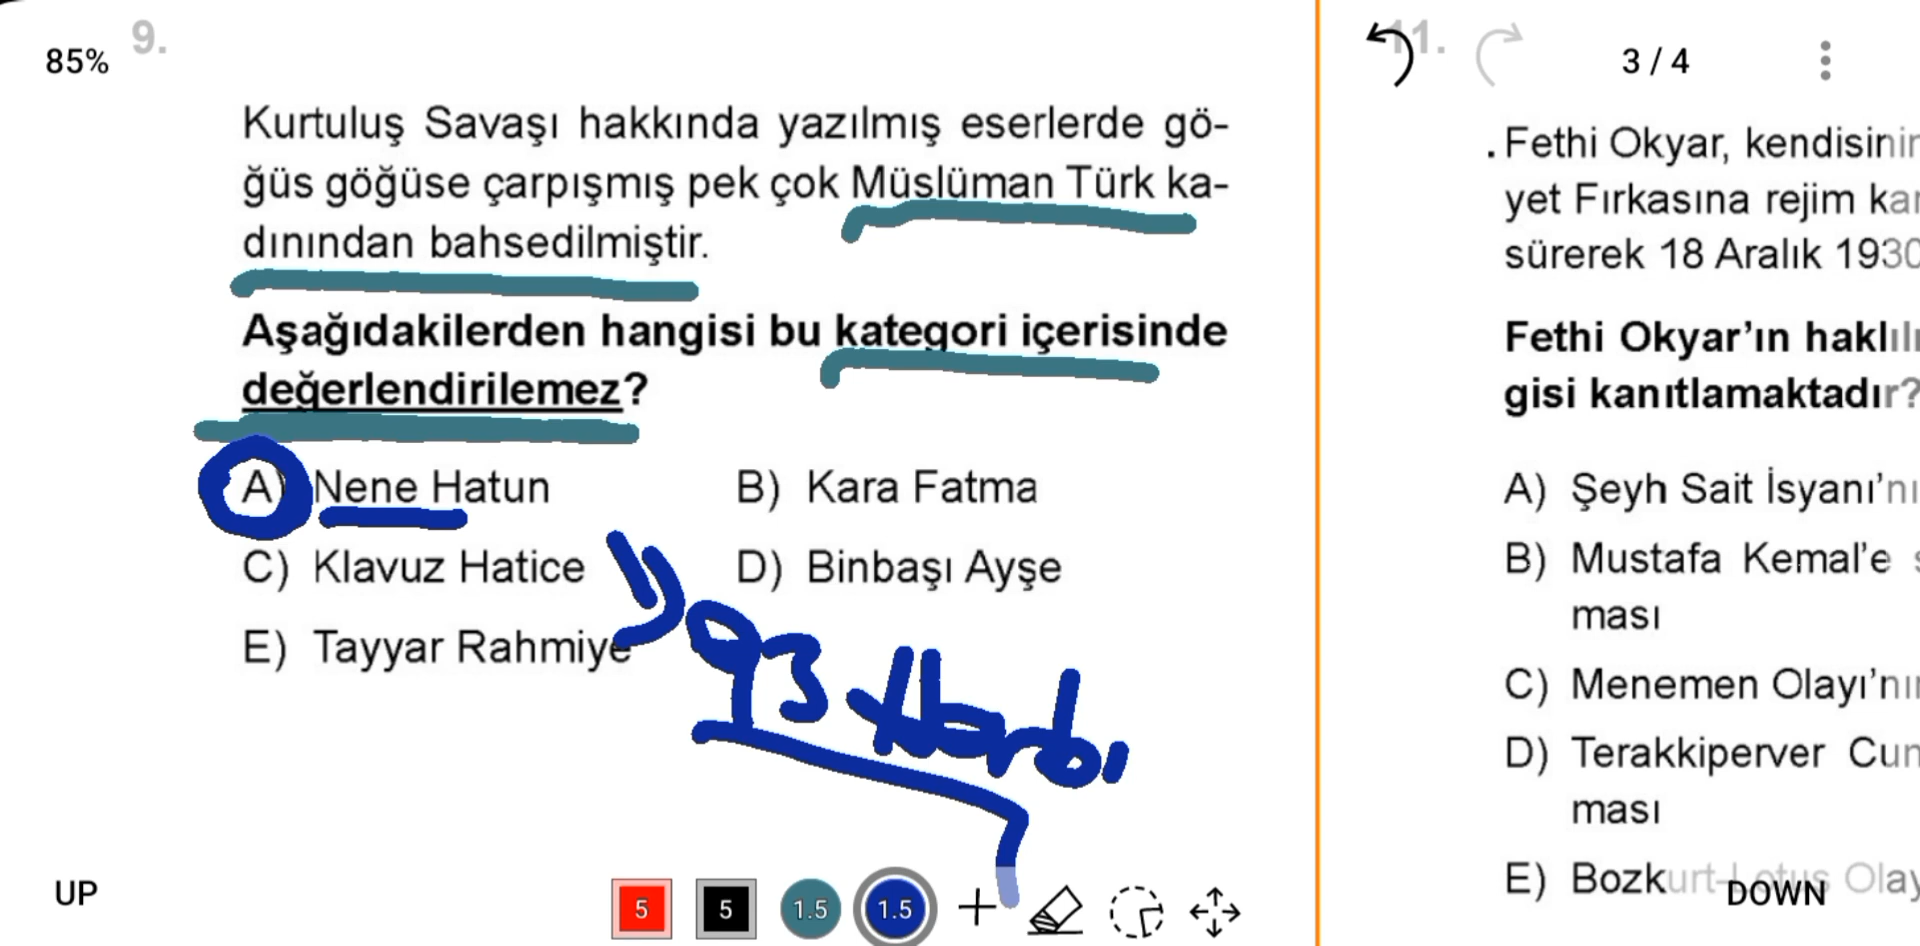 85%
9.
Kurtuluş Savaşı hakkında yazılmış eserlerde gö-
ğüs göğüse çarpışmış pek çok Müslüman Türk ka-
dınından bahsedilmiştir.
Aşağıdakilerden hangisi bu kategori içerisinde
değerlendirilemez?
A) Nene Hatun
B) Kara Fatma
C) Klavuz Hatice
D) Binbaşı Ayşe
E) Tayyar Rahmiye
93 Harbi
UP
5
5
1.5
1.5
11.
3 / 4
. Fethi Okyar, kendisinin
yet Fırkasına rejim kar
sürerek 18 Aralık 1930
Fethi Okyar’ın haklılı
gisi kanıtlamaktadır?
A) Şeyh Sait İsyanı’nı
B) Mustafa Kemal’e s
ması
C) Menemen Olayı’nın
D) Terakkiperver Cum
ması
E) Bozkurt-Lotus Olay
DOWN